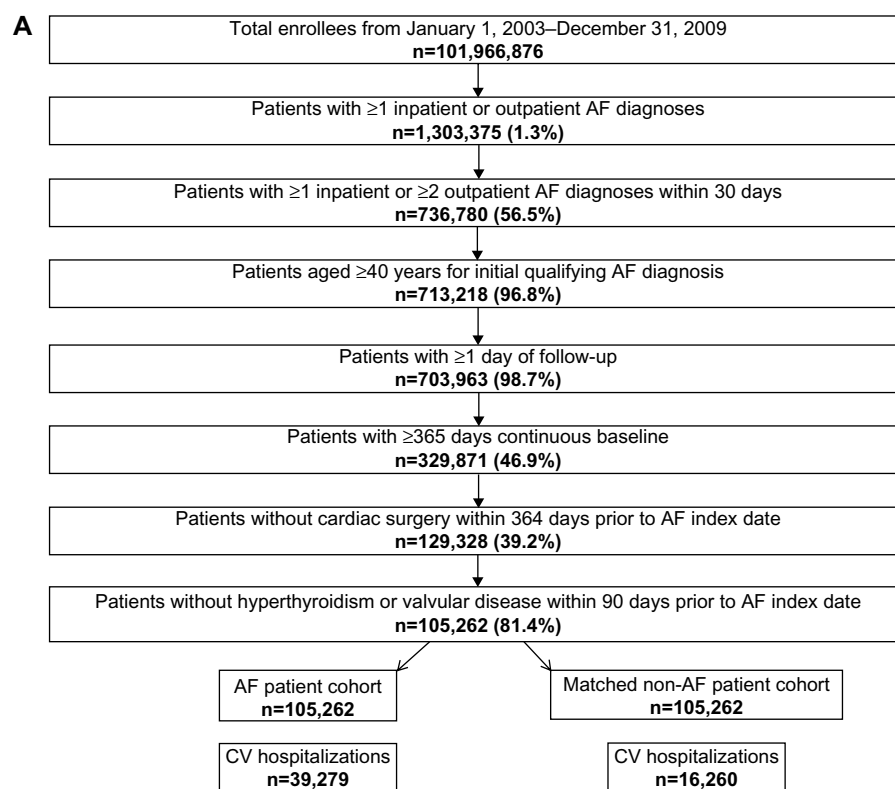 A
Total enrollees from January 1, 2003–December 31, 2009
n=101,966,876
Patients with ≥1 inpatient or outpatient AF diagnoses
n=1,303,375 (1.3%)
Patients with ≥1 inpatient or ≥2 outpatient AF diagnoses within 30 days
n=736,780 (56.5%)
Patients aged ≥40 years for initial qualifying AF diagnosis
n=713,218 (96.8%)
Patients with ≥1 day of follow-up
n=703,963 (98.7%)
Patients with ≥365 days continuous baseline
n=329,871 (46.9%)
Patients without cardiac surgery within 364 days prior to AF index date
n=129,328 (39.2%)
Patients without hyperthyroidism or valvular disease within 90 days prior to AF index date
n=105,262 (81.4%)
AF patient cohort
n=105,262
Matched non-AF patient cohort
n=105,262
CV hospitalizations
n=39,279
CV hospitalizations
n=16,260